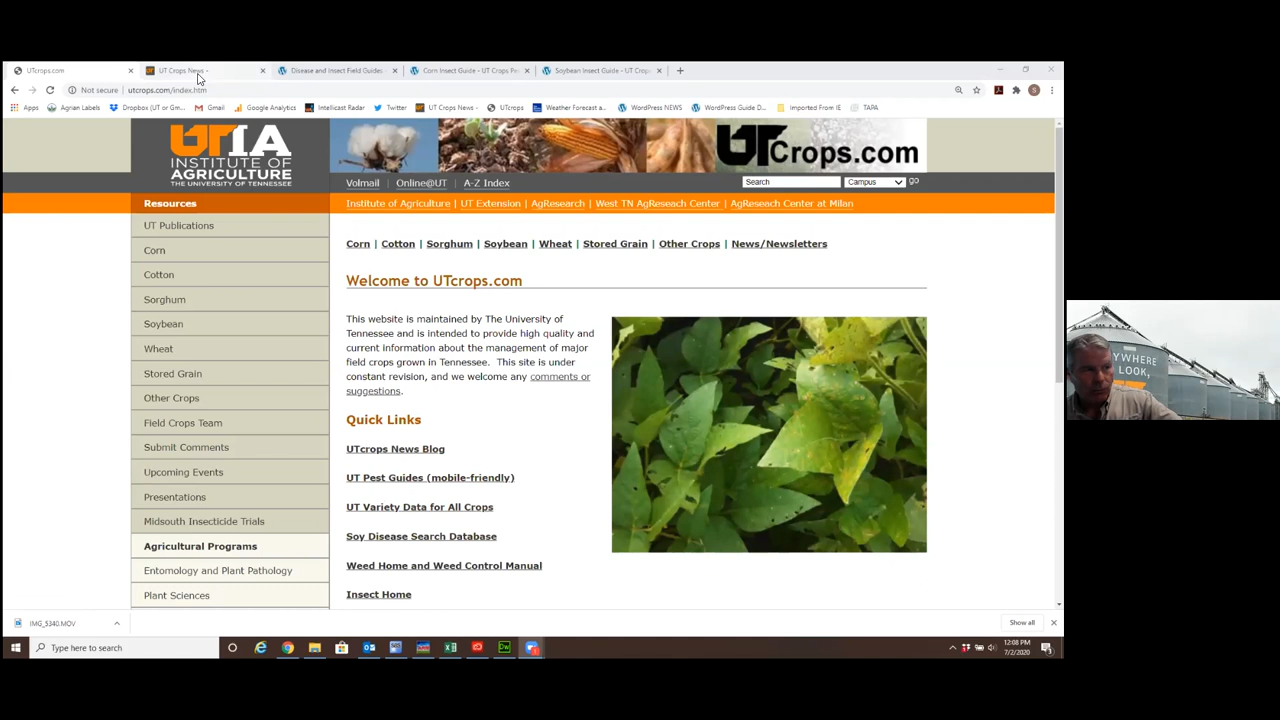 UTcrops.com
UT Crops News -
Disease and Insect Field Guides -
Corn Insect Guide - UT Crops Pe
Soybean Insect Guide - UT Crop
Not secure
utcrops.com/index.htm
Apps
Agrian Labels
Dropbox (UT or Gm...
Gmail
Google Analytics
Intellicast Radar
Twitter
UT Crops News -
UTcrops
Weather Forecast a...
WordPress NEWS
WordPress Guide D...
Imported From IE
TAPA
UTIA
INSTITUTE OF
AGRICULTURE
THE UNIVERSITY OF TENNESSEE
UTCrops.com
Volmail | Online@UT | A-Z Index
Search
Campus
go
Resources
Institute of Agriculture | UT Extension | AgResearch | West TN AgReseach Center | AgReseach Center at Milan
UT Publications
Corn
Cotton
Sorghum
Soybean
Wheat
Stored Grain
Other Crops
Field Crops Team
Submit Comments
Upcoming Events
Presentations
Midsouth Insecticide Trials
Agricultural Programs
Entomology and Plant Pathology
Plant Sciences
Corn | Cotton | Sorghum | Soybean | Wheat | Stored Grain | Other Crops | News/Newsletters
Welcome to UTcrops.com
This website is maintained by The University of
Tennessee and is intended to provide high quality and
current information about the management of major
field crops grown in Tennessee. This site is under
constant revision, and we welcome any comments or
suggestions.
Quick Links
UTcrops News Blog
UT Pest Guides (mobile-friendly)
UT Variety Data for All Crops
Soy Disease Search Database
Weed Home and Weed Control Manual
Insect Home
YWHERE
LOOK,
IMG_5340.MOV
Show all
Type here to search
12:08 PM
7/2/2020